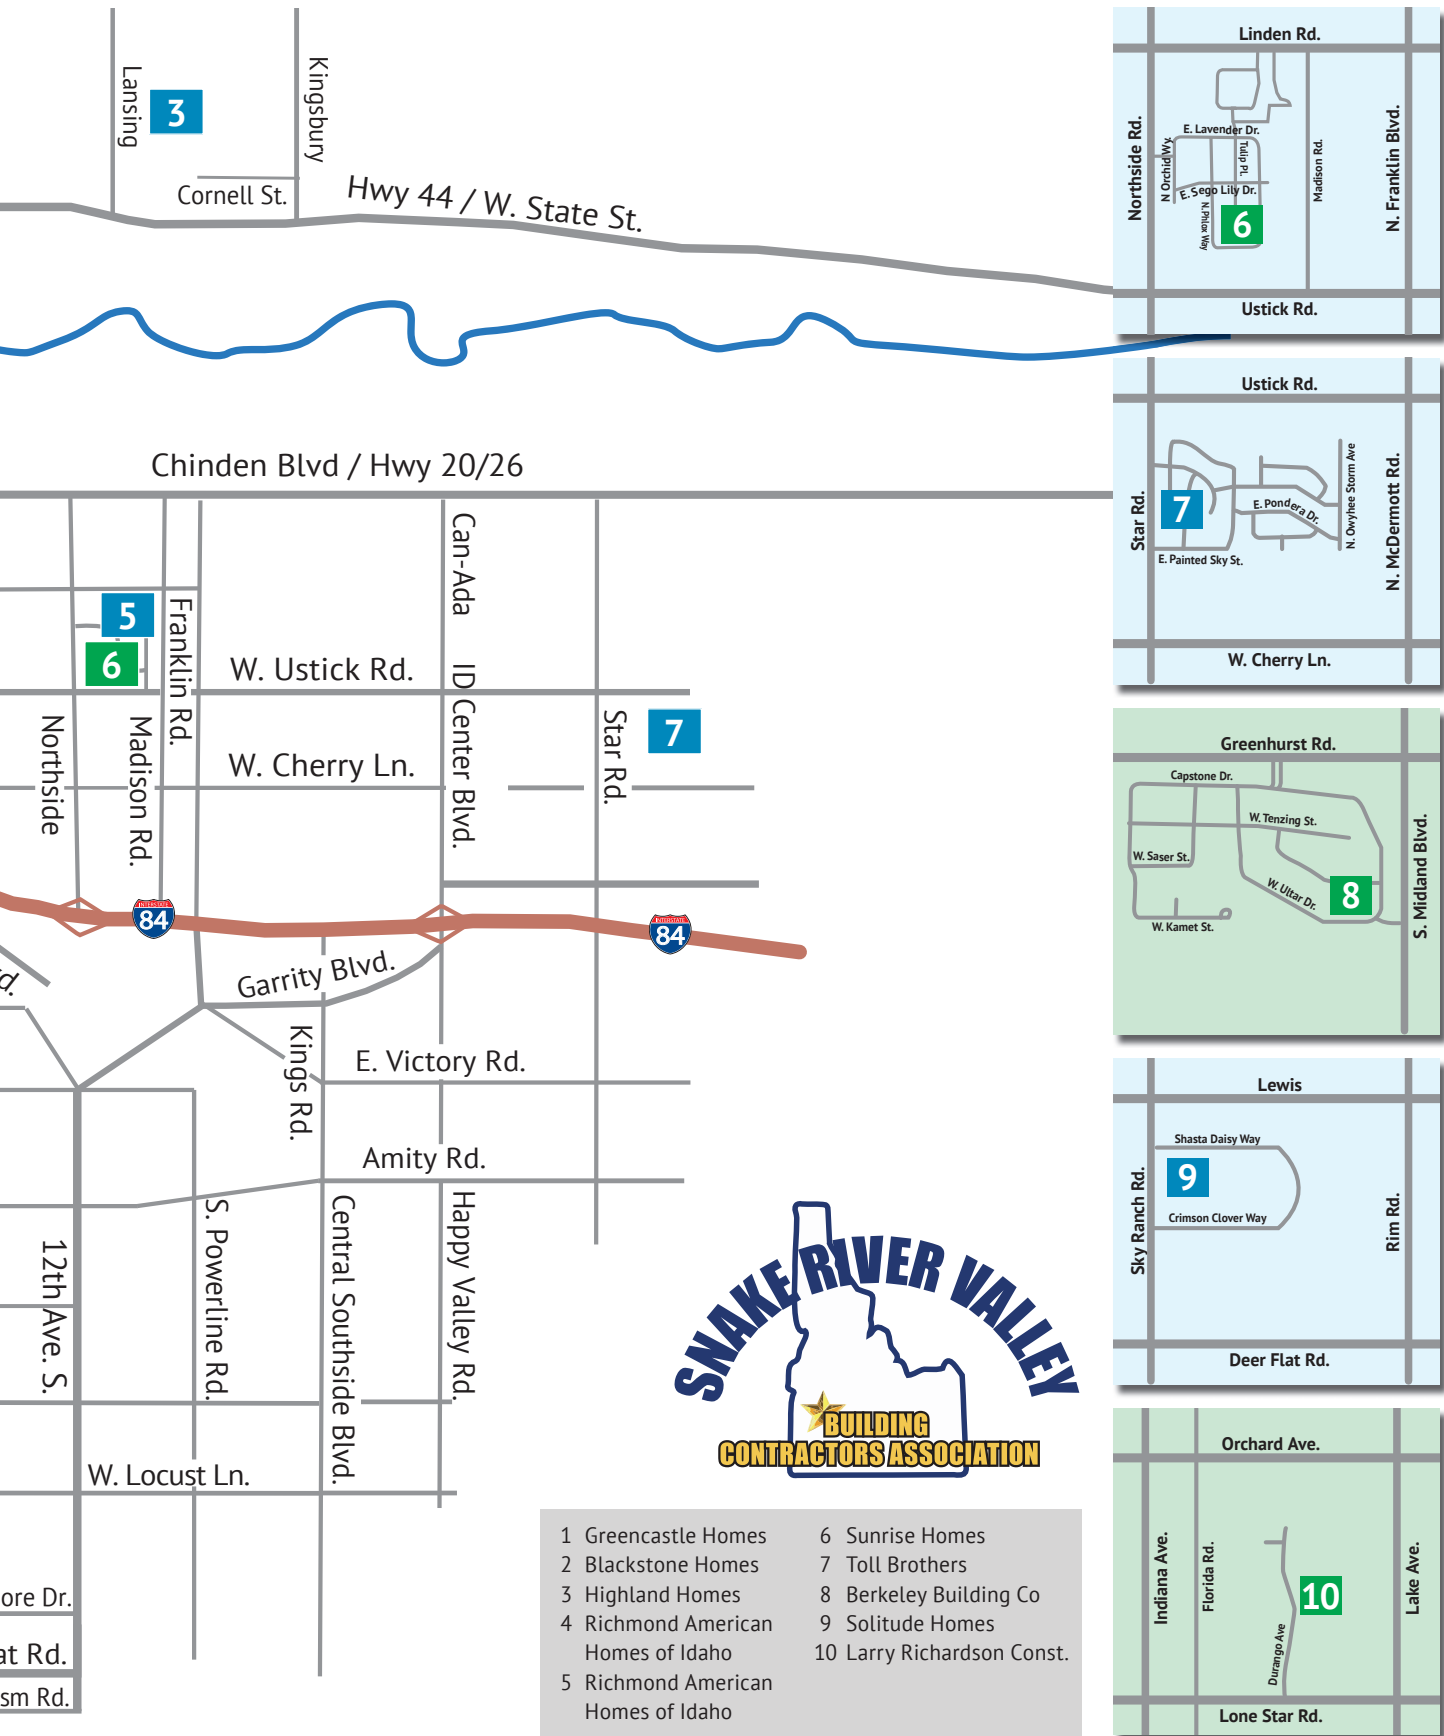 Lansing
3
Kingsbury
Cornell St.
Hwy 44 / W. State St.
Chinden Blvd / Hwy 20/26
Can-Ada
5
Franklin Rd.
6
W. Ustick Rd.
ID Center Blvd.
Northside
Madison Rd.
Star Rd.
7
W. Cherry Ln.
INTERSTATE
84
INTERSTATE
84
d.
Garrity Blvd.
Kings Rd.
E. Victory Rd.
Amity Rd.
12th Ave. S.
S. Powerline Rd.
Central Southside Blvd.
Happy Valley Rd.
W. Locust Ln.
ore Dr.
at Rd.
sm Rd.
SNAKE RIVER VALLEY
BUILDING
CONTRACTORS ASSOCIATION
1 Greencastle Homes
2 Blackstone Homes
3 Highland Homes
4 Richmond American
Homes of Idaho
5 Richmond American
Homes of Idaho
6 Sunrise Homes
7 Toll Brothers
8 Berkeley Building Co
9 Solitude Homes
10 Larry Richardson Const.
Linden Rd.
Northside Rd.
N Orchid Wy.
E. Lavender Dr.
Tulip Pl.
E. Sego Lily Dr.
N. Phlox Way
6
Madison Rd.
N. Franklin Blvd.
Ustick Rd.
Ustick Rd.
Star Rd.
7
E. Pondera Dr.
E. Painted Sky St.
N. Owyhee Storm Ave
N. McDermott Rd.
W. Cherry Ln.
Greenhurst Rd.
Capstone Dr.
W. Tenzing St.
W. Saser St.
W. Ultar Dr.
8
W. Kamet St.
S. Midland Blvd.
Lewis
Shasta Daisy Way
9
Crimson Clover Way
Sky Ranch Rd.
Rim Rd.
Deer Flat Rd.
Orchard Ave.
Indiana Ave.
Florida Rd.
10
Durango Ave
Lake Ave.
Lone Star Rd.